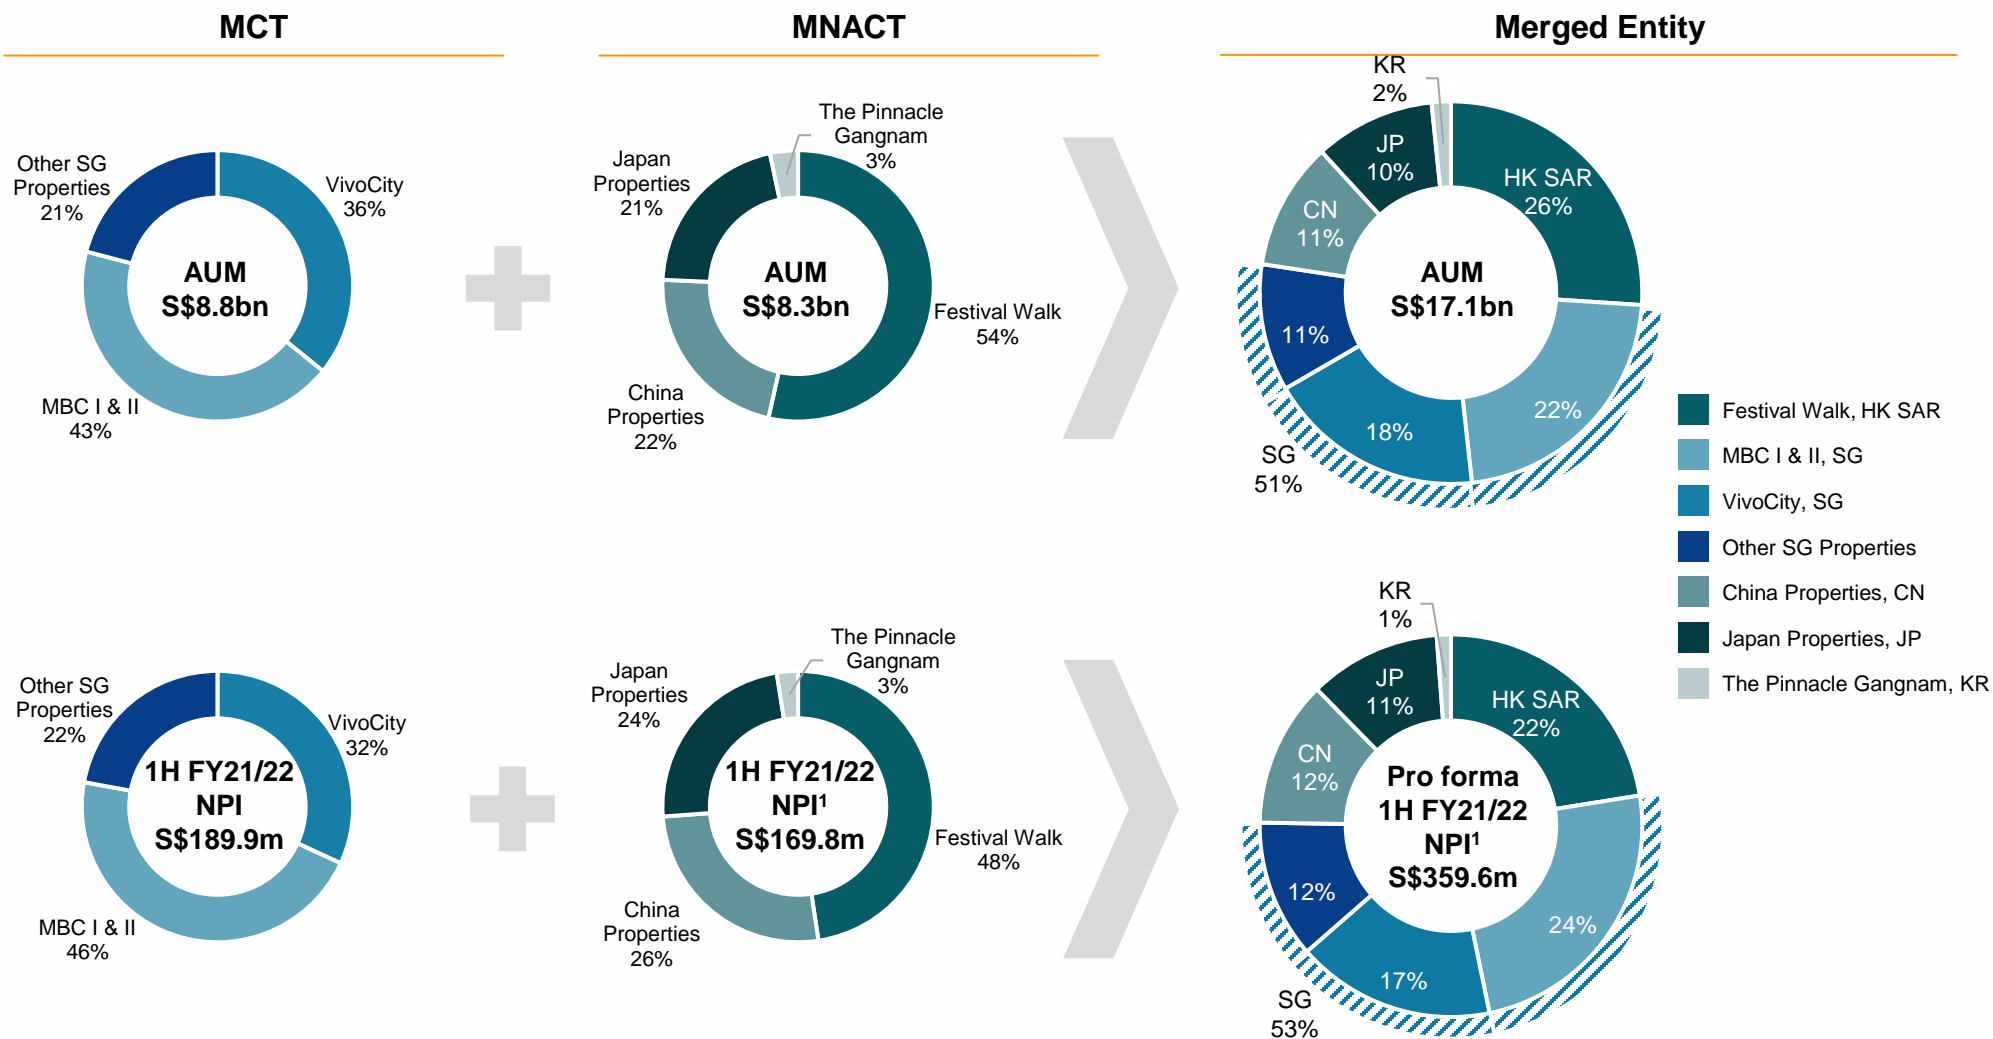 MCT
MNACT
Merged Entity
Other SG
Properties
21%
VivoCity
36%
MBC I & II
43%
AUM
S$8.8bn
The Pinnacle
Gangnam
3%
Japan
Properties
21%
Festival Walk
54%
China
Properties
22%
AUM
S$8.3bn
KR
2%
JP
10%
HK SAR
26%
CN
11%
AUM
S$17.1bn
11%
18%
22%
SG
51%
Festival Walk, HK SAR
MBC I & II, SG
VivoCity, SG
Other SG Properties
China Properties, CN
Japan Properties, JP
The Pinnacle Gangnam, KR
Other SG
Properties
22%
VivoCity
32%
MBC I & II
46%
1H FY21/22
NPI
S$189.9m
The Pinnacle
Gangnam
3%
Japan
Properties
24%
Festival Walk
48%
China
Properties
26%
1H FY21/22
NPI¹
S$169.8m
KR
1%
JP
11%
HK SAR
22%
CN
12%
Pro forma
1H FY21/22
NPI¹
S$359.6m
12%
17%
24%
SG
53%